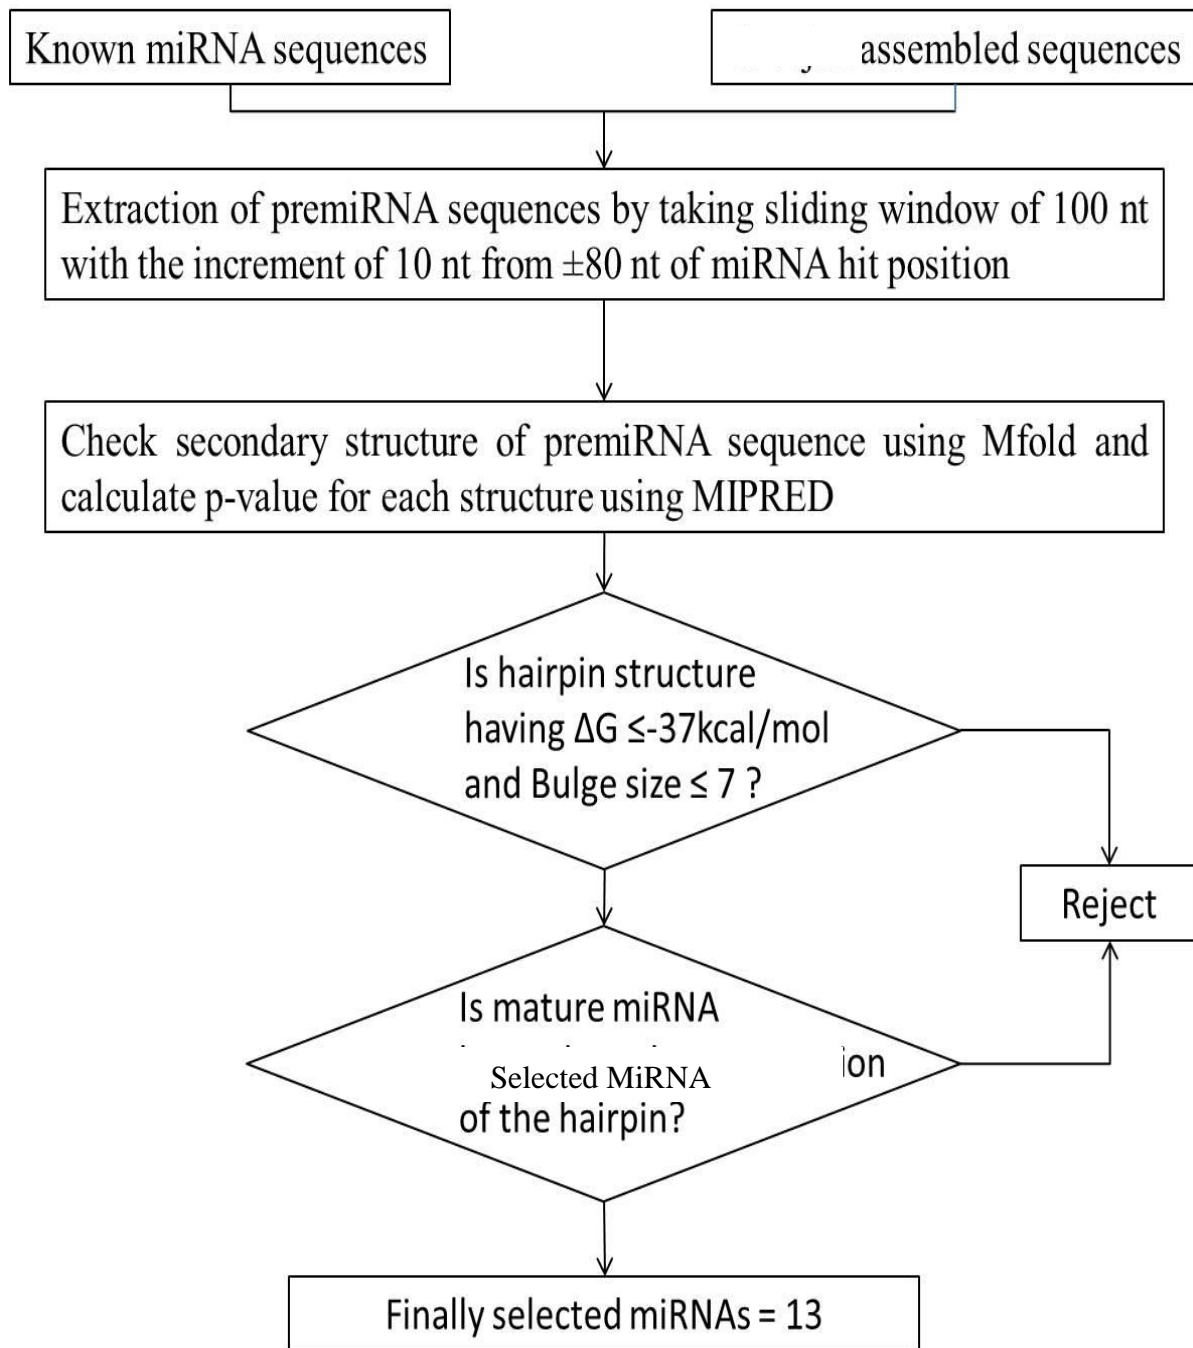 Known miRNA sequences
assembled sequences
Extraction of premiRNA sequences by taking sliding window of 100 nt
with the increment of 10 nt from ±80 nt of miRNA hit position
Check secondary structure of premiRNA sequence using Mfold and
calculate p-value for each structure using MIPRED
Is hairpin structure
having ΔG ≤-37kcal/mol
and Bulge size ≤ 7 ?
Reject
Is mature miRNA
Selected MiRNA
of the hairpin?
Finally selected miRNAs = 13